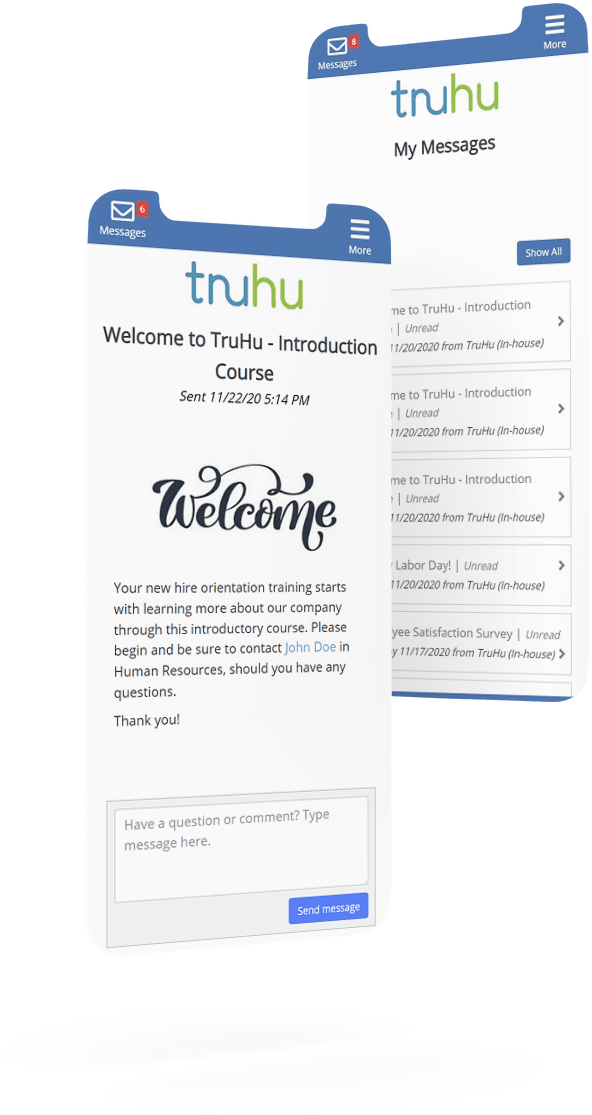 8
Messages
More
truhu
My Messages
Show All
me to TruHu - Introduction
| Unread
11/20/2020 from TruHu (In-house)
me to TruHu - Introduction
| Unread
11/20/2020 from TruHu (In-house)
me to TruHu - Introduction
| Unread
11/20/2020 from TruHu (In-house)
Labor Day! | Unread
11/20/2020 from TruHu (In-house)
yee Satisfaction Survey | Unread
y 11/17/2020 from TruHu (In-house)
6
Messages
More
truhu
Welcome to TruHu - Introduction
Course
Sent 11/22/20 5:14 PM
Welcome
Your new hire orientation training starts
with learning more about our company
through this introductory course. Please
begin and be sure to contact John Doe in
Human Resources, should you have any
questions.
Thank you!
Have a question or comment? Type
message here.
Send message